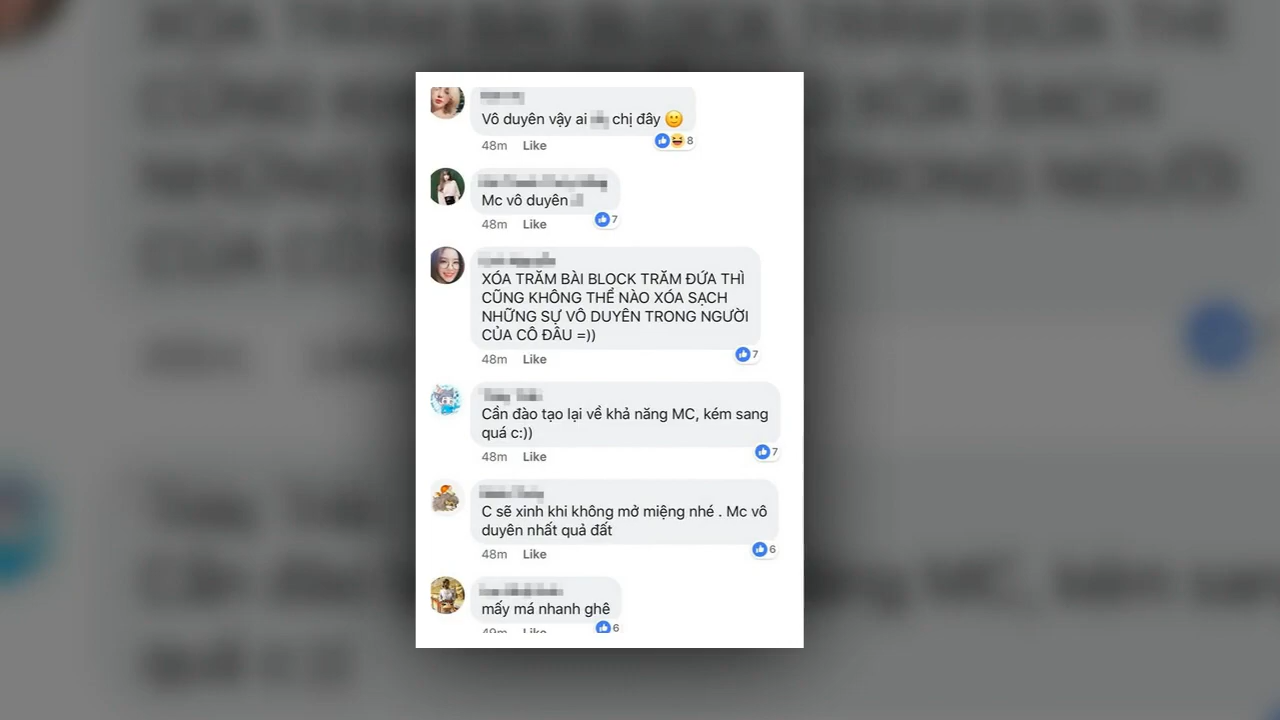 Vô duyên vậy ai chị đây 🙂
8
48m Like
Mc vô duyên
7
48m Like
XÓA TRĂM BÀI BLOCK TRĂM ĐỨA THÌ
CŨNG KHÔNG THỂ NÀO XÓA SẠCH
NHỮNG SỰ VÔ DUYÊN TRONG NGƯỜI
CỦA CÔ ĐÂU =))
7
48m Like
Cần đào tạo lại về khả năng MC, kém sang
quá c:))
7
48m Like
C sẽ xinh khi không mở miệng nhé . Mc vô
duyên nhất quả đất
6
48m Like
mấy má nhanh ghê
6
Like